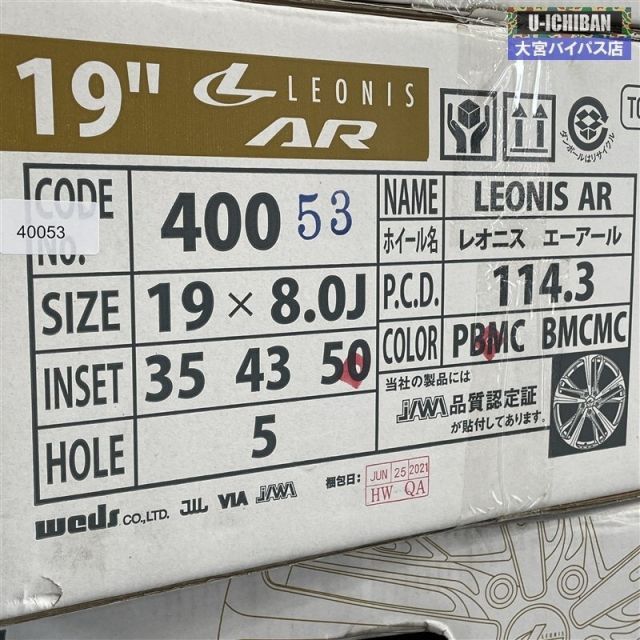 U-ICHIBAN
大宮バイパス店
19" LEONIS
AR
ダンボールはリサイクル
CODE No. 400 53
40053
NAME LEONIS AR
ホイール名 レオニス エーアール
SIZE 19 × 8.0J
P.C.D. 114.3
INSET 35 43 50
COLOR PBMC BMCMC
HOLE 5
当社の製品には
JAWA 品質認定証
が貼付してあります。
weds CO.,LTD. JWL VIA JAWA
梱包日: JUN 25 2021
HW QA
LEONIS